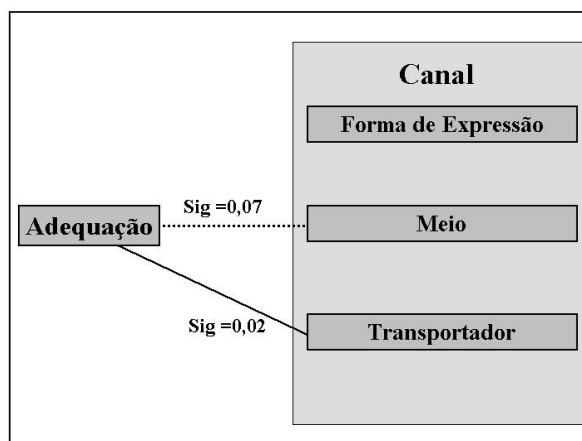 Canal
Forma de Expressão
Sig =0,07
Adequação
Meio
Sig =0,02
Transportador